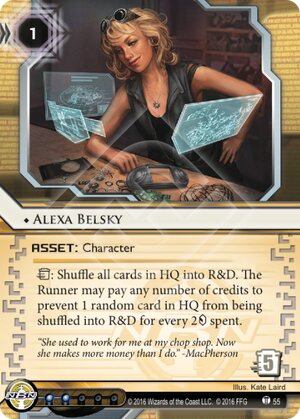 1
Alexa Belsky
ASSET: Character
: Shuffle all cards in HQ into R&D. The
Runner may pay any number of credits to
prevent 1 random card in HQ from being
shuffled into R&D for every 2 spent.
"She used to work for me at my chop shop. Now
she makes more money than I do." -MacPherson
5
Illus. Kate Laird
NBN
© 2016 Wizards of the Coast LLC. © 2016 FFG
55